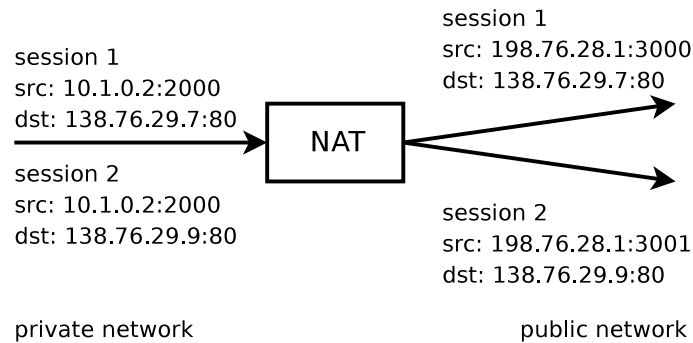 session 1
src: 10.1.0.2:2000
dst: 138.76.29.7:80
session 2
src: 10.1.0.2:2000
dst: 138.76.29.9:80
NAT
session 1
src: 198.76.28.1:3000
dst: 138.76.29.7:80
session 2
src: 198.76.28.1:3001
dst: 138.76.29.9:80
private network
public network